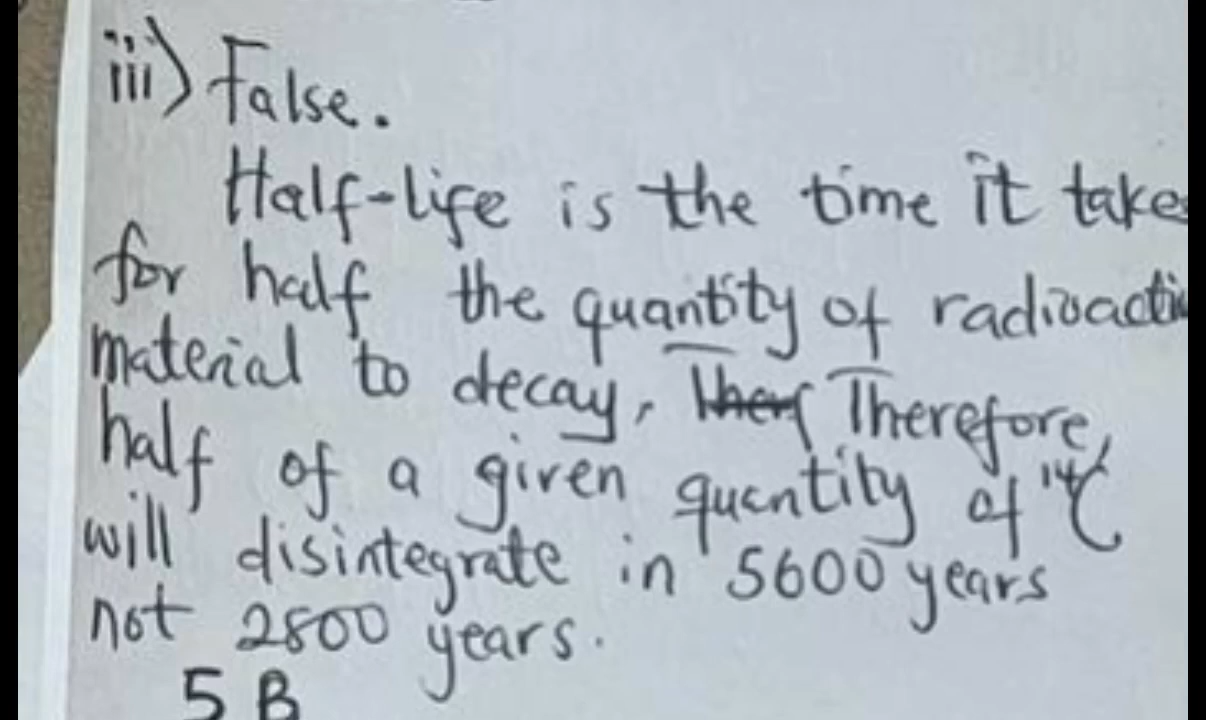 iii) False.
Half-life is the time it takes
for half the quantity of radioacti
material to decay, Therefore,
half of a given quantity of ¹⁴C
will disintegrate in 5600 years
not 2800 years.
5 B